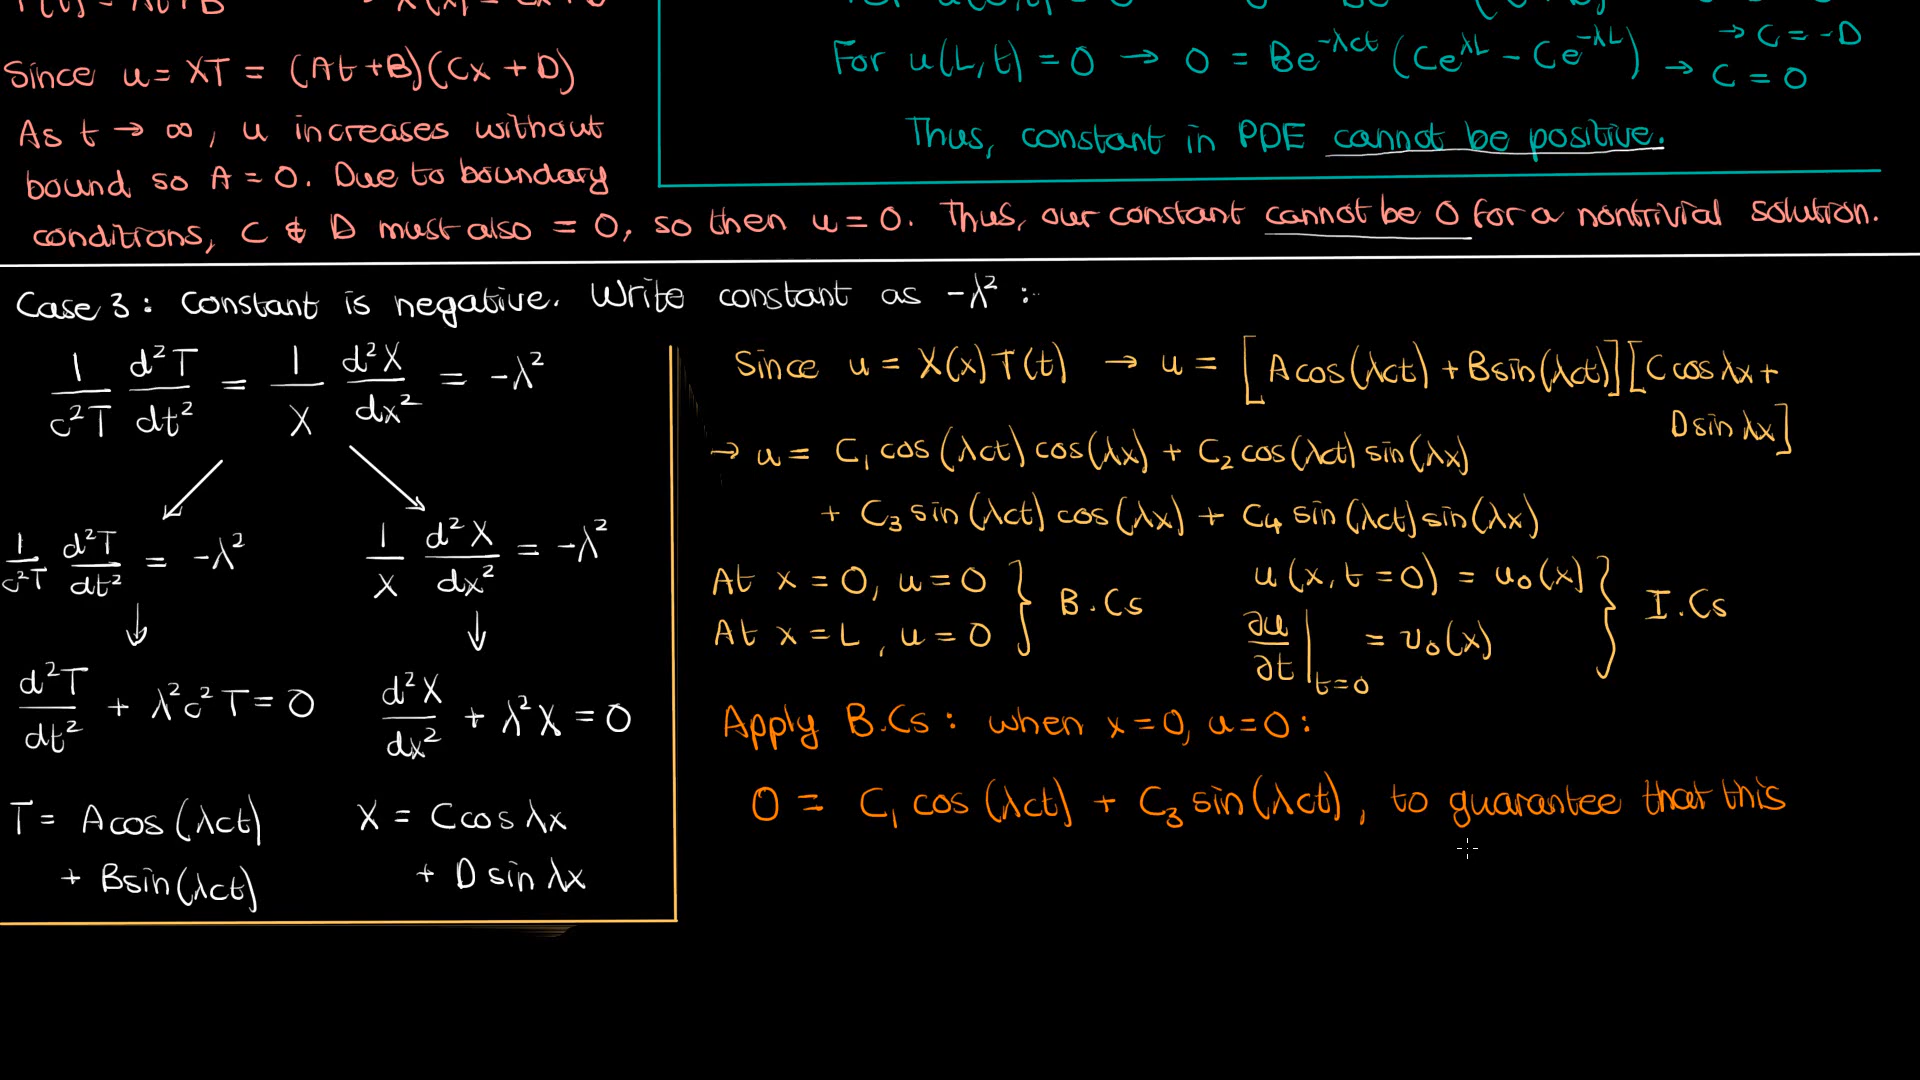 Since u = XT = (At + B)(Cx + D)
As t → ∞, u increases without
bound so A = 0. Due to boundary
conditions, C & D must also = 0, so then u = 0. Thus, our constant cannot be 0 for a nontrivial solution.
→ C = -D
For u(L, t) = 0 → 0 = Be^{-λct} (Ce^{λL} - Ce^{-λL}) → C = 0
Thus, constant in PDE cannot be positive.
Case 3: Constant is negative. Write constant as -λ² :
1/(c²T) d²T/dt² = 1/X d²X/dx² = -λ²
1/(c²T) d²T/dt² = -λ²
1/X d²X/dx² = -λ²
d²T/dt² + λ²c²T = 0
d²X/dx² + λ²X = 0
T = Acos(λct)
+ Bsin(λct)
X = Ccos λx
+ D sin λx
Since u = X(x)T(t) → u = [Acos(λct) + Bsin(λct)][C cos λx +
Dsin λx]
→ u = C₁ cos(λct) cos(λx) + C₂ cos(λct) sin(λx)
+ C₃ sin(λct) cos(λx) + C₄ sin(λct) sin(λx)
At x = 0, u = 0
At x = L, u = 0
} B.Cs
u(x, t = 0) = u₀(x)
∂u/∂t |_{t=0} = v₀(x)
} I.Cs
Apply B.Cs: when x = 0, u = 0:
0 = C₁ cos(λct) + C₃ sin(λct), to guarantee that this